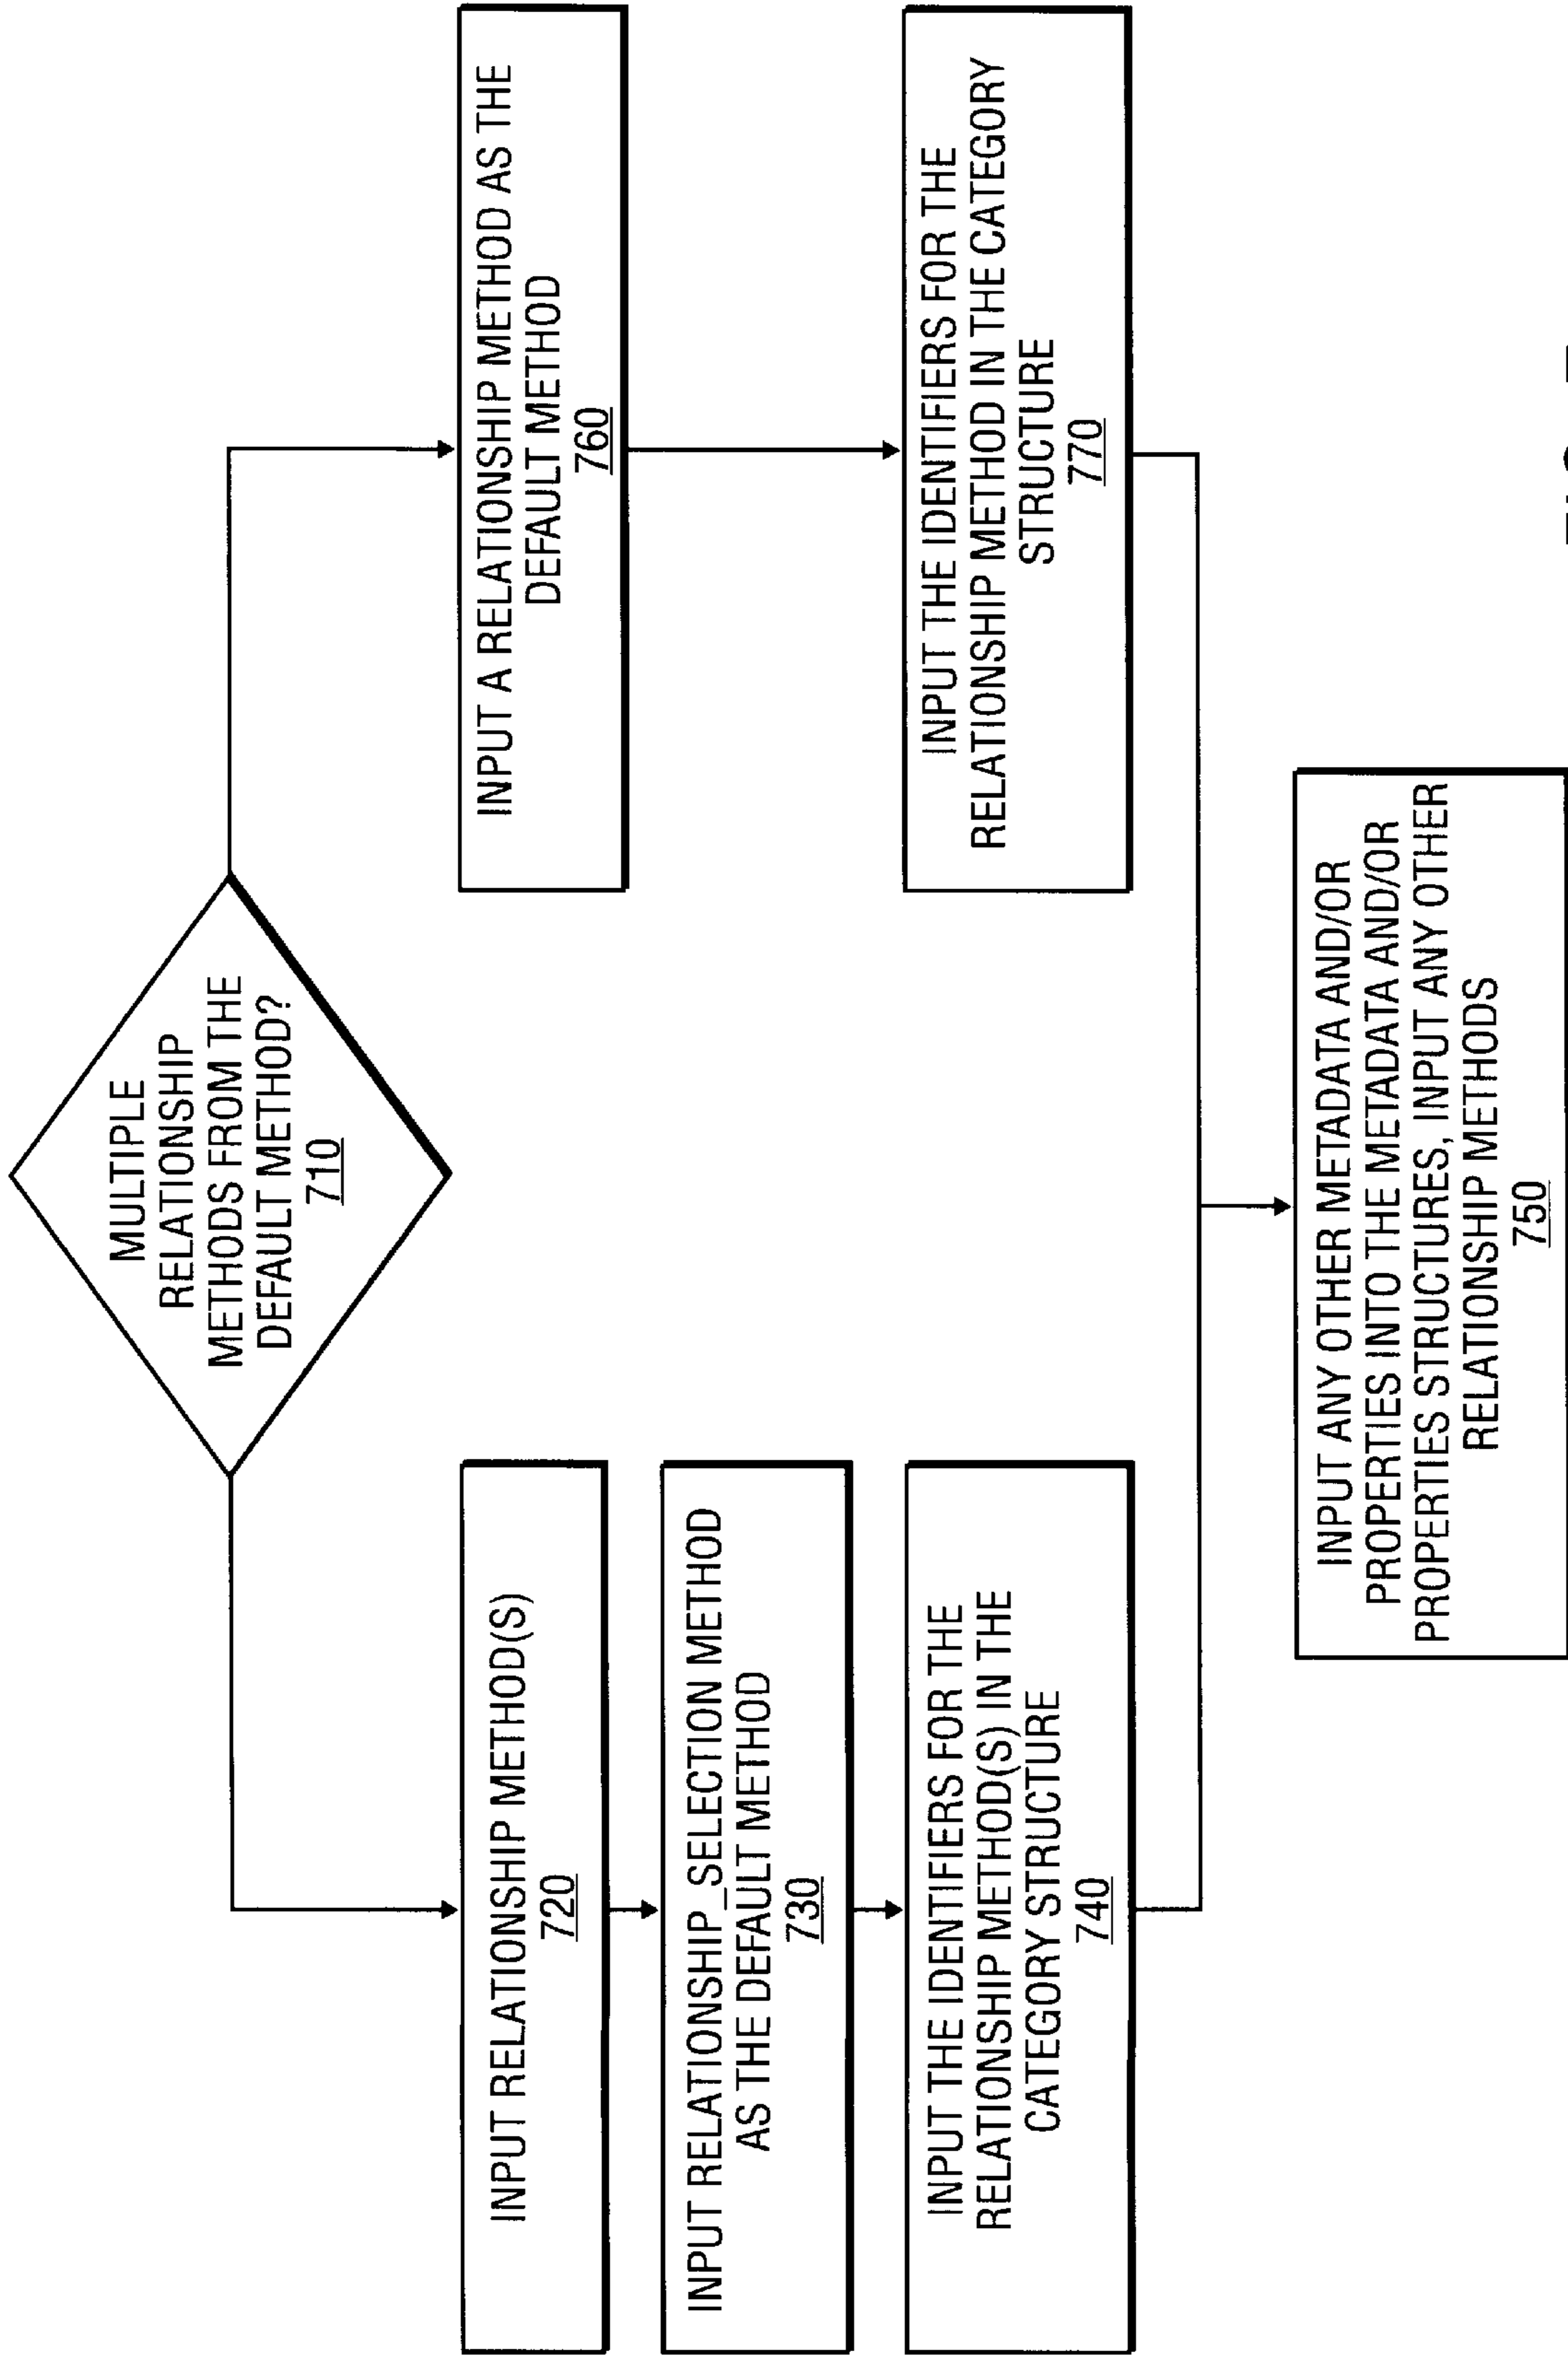 MULTIPLE
RELATIONSHIP
METHODS FROM THE
DEFAULT METHOD?
710
INPUT RELATIONSHIP METHOD(S)
720
INPUT RELATIONSHIP_SELECTION METHOD
AS THE DEFAULT METHOD
730
INPUT THE IDENTIFIERS FOR THE
RELATIONSHIP METHOD(S) IN THE
CATEGORY STRUCTURE
740
INPUT A RELATIONSHIP METHOD AS THE
DEFAULT METHOD
760
INPUT THE IDENTIFIERS FOR THE
RELATIONSHIP METHOD IN THE CATEGORY
STRUCTURE
770
INPUT ANY OTHER METADATA AND/OR
PROPERTIES INTO THE METADATA AND/OR
PROPERTIES STRUCTURES, INPUT ANY OTHER
RELATIONSHIP METHODS
750